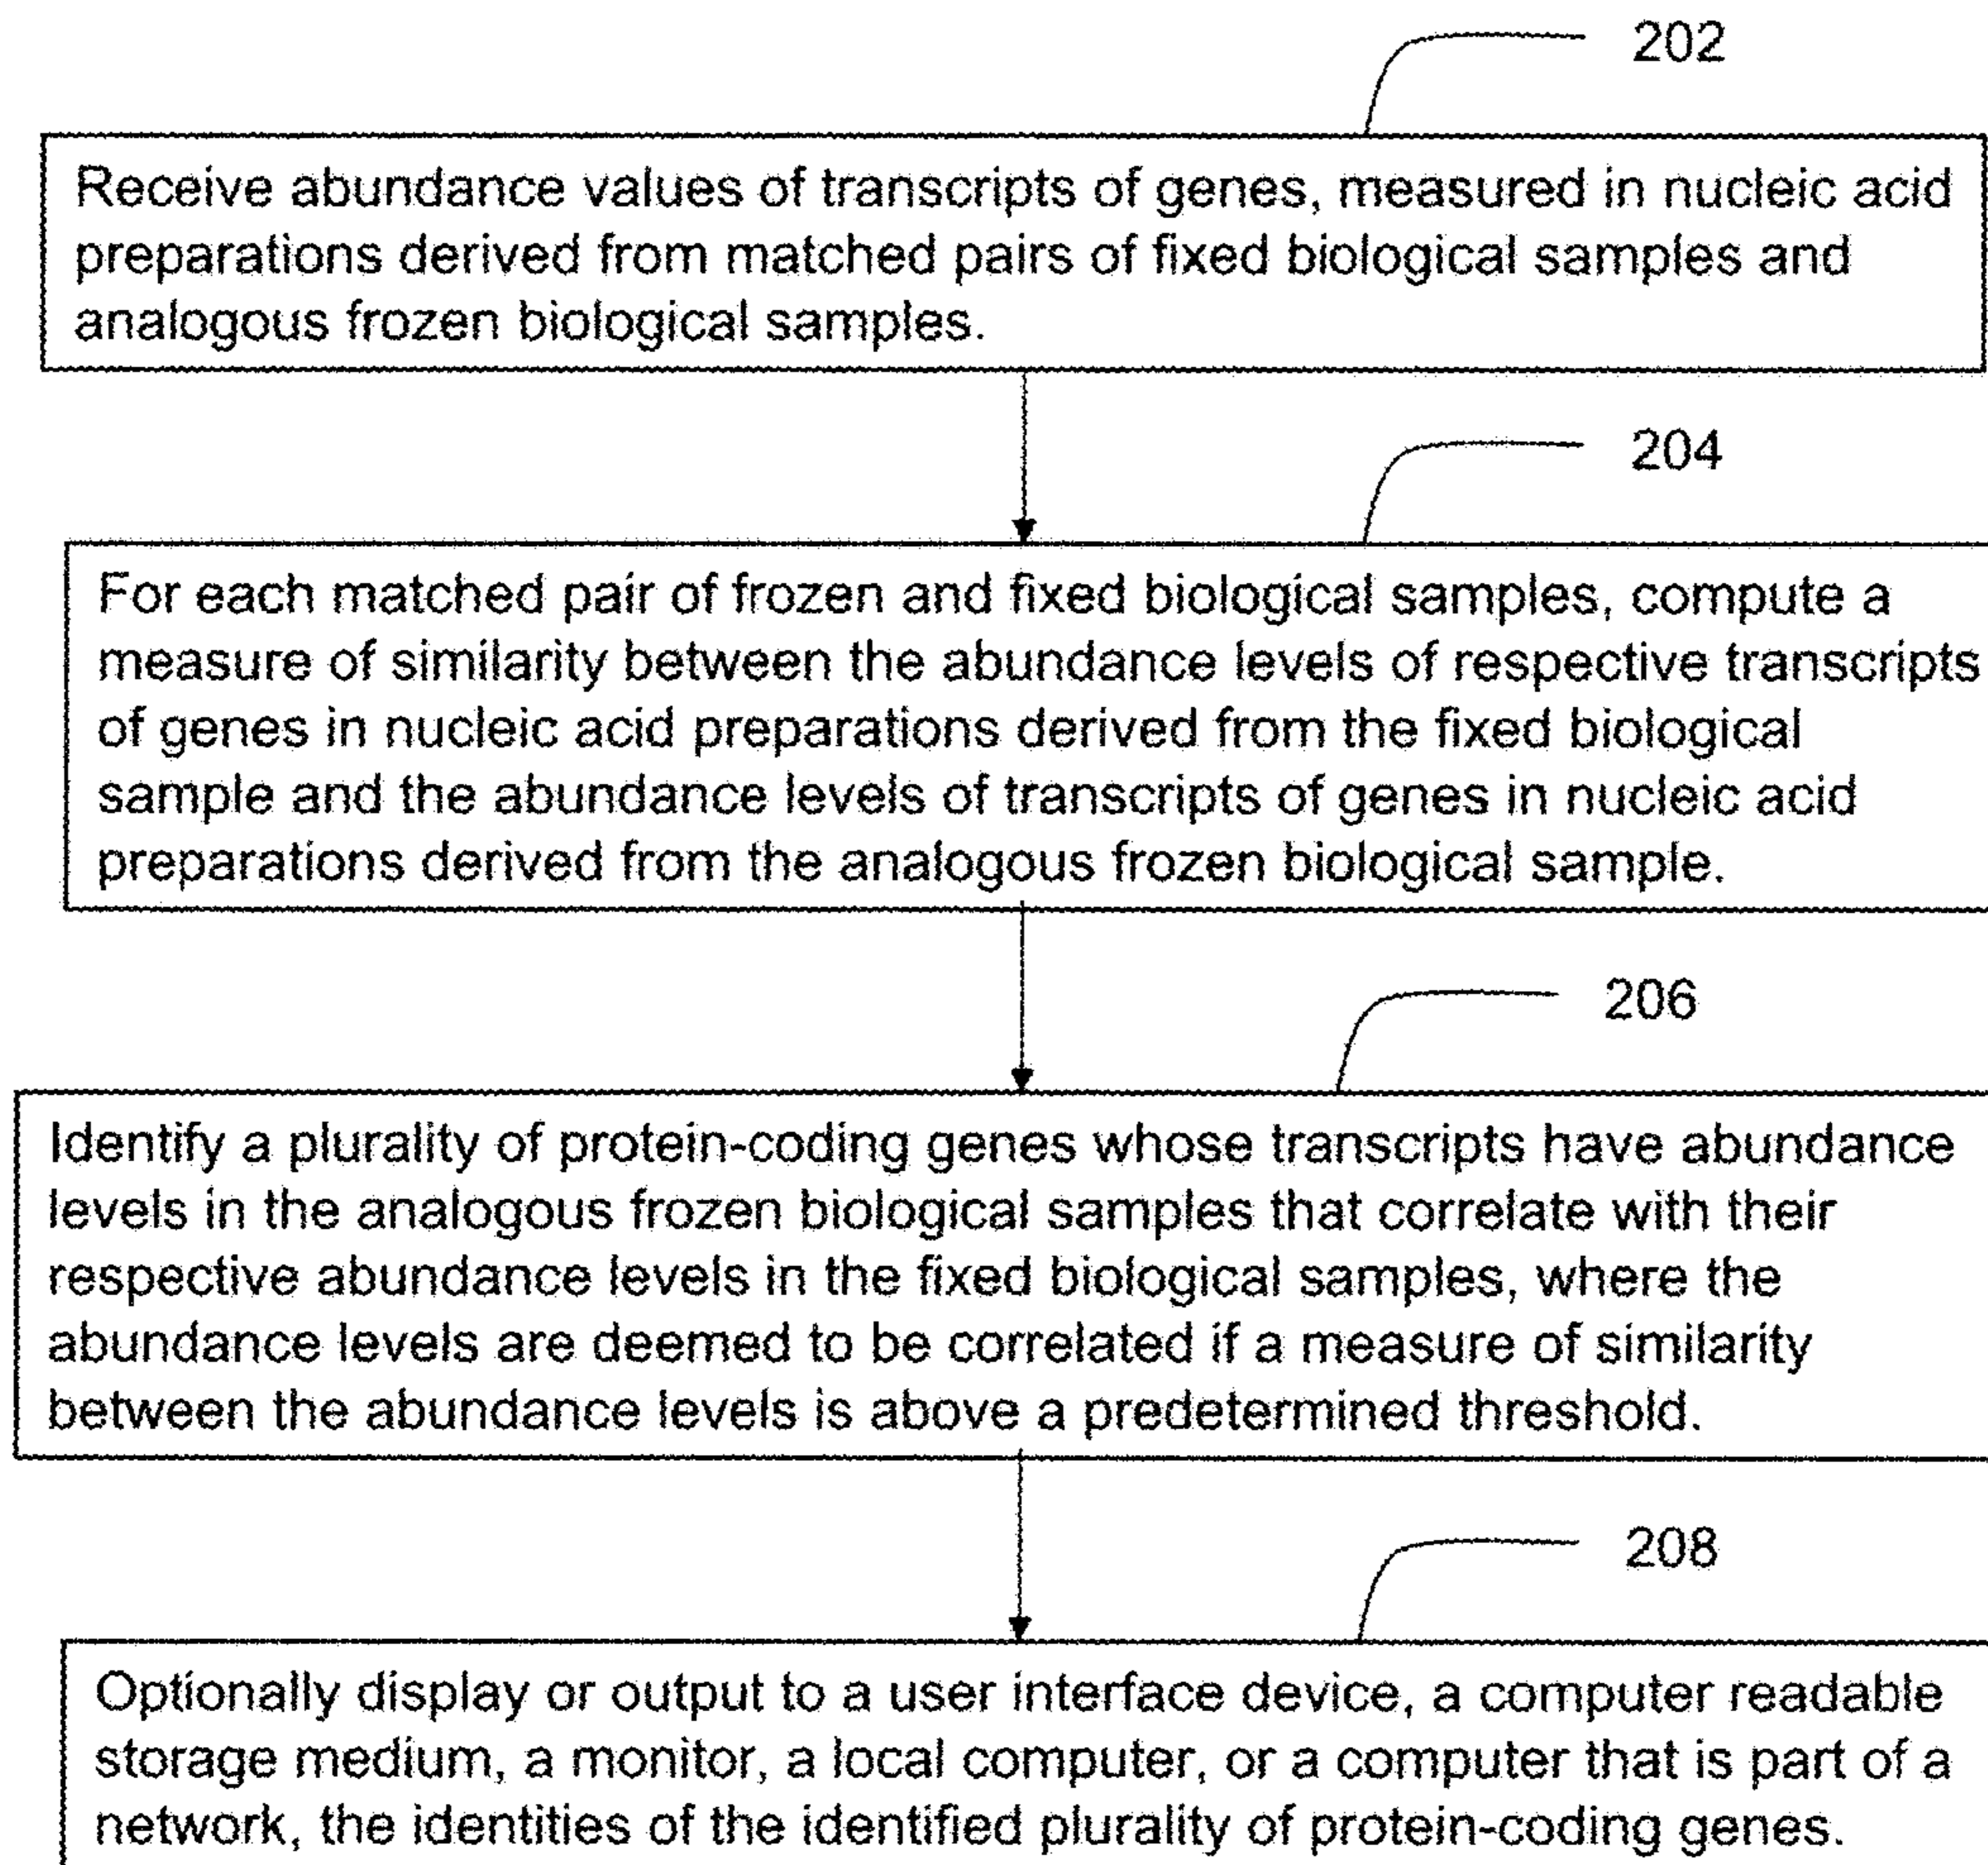 202
Receive abundance values of transcripts of genes, measured in nucleic acid
preparations derived from matched pairs of fixed biological samples and
analogous frozen biological samples.
204
For each matched pair of frozen and fixed biological samples, compute a
measure of similarity between the abundance levels of respective transcripts
of genes in nucleic acid preparations derived from the fixed biological
sample and the abundance levels of transcripts of genes in nucleic acid
preparations derived from the analogous frozen biological sample.
206
Identify a plurality of protein-coding genes whose transcripts have abundance
levels in the analogous frozen biological samples that correlate with their
respective abundance levels in the fixed biological samples, where the
abundance levels are deemed to be correlated if a measure of similarity
between the abundance levels is above a predetermined threshold.
208
Optionally display or output to a user interface device, a computer readable
storage medium, a monitor, a local computer, or a computer that is part of a
network, the identities of the identified plurality of protein-coding genes.